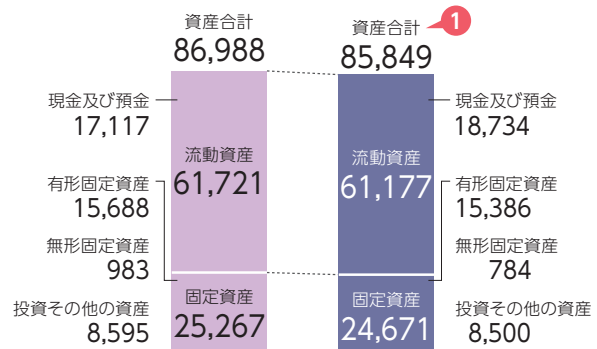 資産合計
86,988
現金及び預金
17,117
流動資産
61,721
有形固定資産
15,688
無形固定資産
983
固定資産
25,267
投資その他の資産
8,595
資産合計
1
85,849
現金及び預金
18,734
流動資産
61,177
有形固定資産
15,386
無形固定資産
784
固定資産
24,671
投資その他の資産
8,500